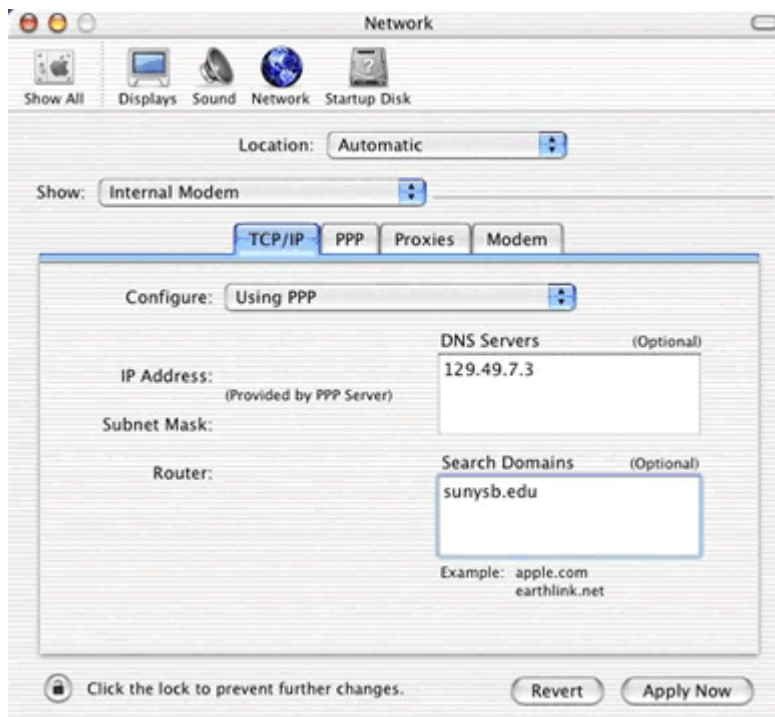 Network
Show All Displays Sound Network Startup Disk
Location: Automatic
Show: Internal Modem
TCP/IP PPP Proxies Modem
Configure: Using PPP
DNS Servers (Optional)
129.49.7.3
IP Address:
(Provided by PPP Server)
Subnet Mask:
Search Domains (Optional)
Router:
sunysb.edu
Example: apple.com
earthlink.net
Click the lock to prevent further changes.
Revert Apply Now